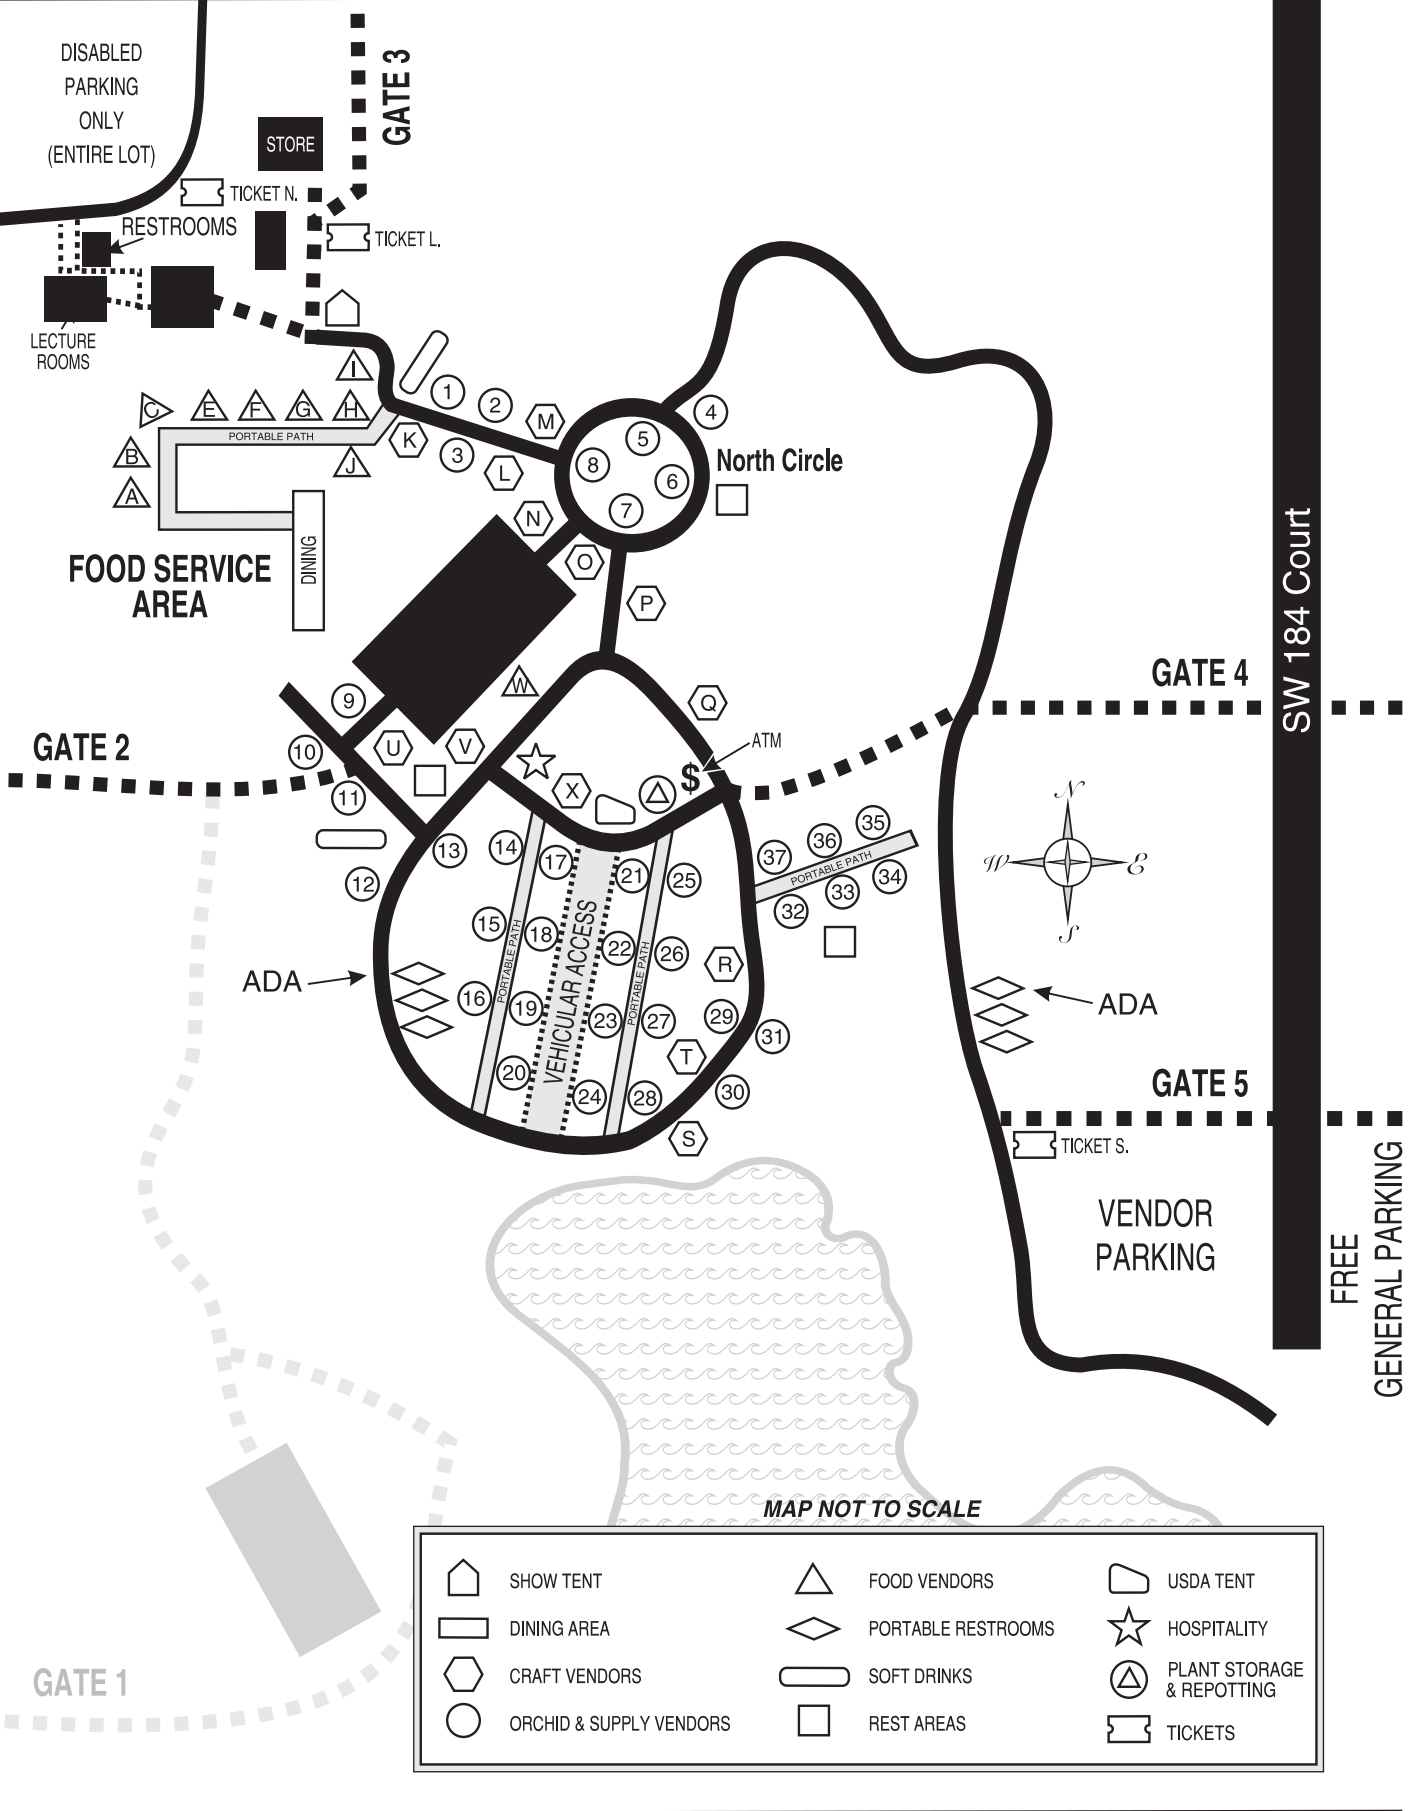 DISABLED
PARKING
ONLY
(ENTIRE LOT)
GATE 3
STORE
TICKET N.
RESTROOMS
TICKET L.
LECTURE
ROOMS
I
C
E
F
G
H
1
2
M
4
PORTABLE PATH
K
B
J
3
L
5
8
6
7
North Circle
A
N
DINING
FOOD SERVICE
AREA
O
P
SW 184 Court
GATE 4
W
9
Q
GATE 2
10
U
V
ATM
$
X
11
N
W
E
S
13
14
17
21
25
12
37
36
35
PORTABLE PATH
32
33
34
15
18
22
26
R
PORTABLE PATH
VEHICULAR ACCESS
PORTABLE PATH
ADA
16
19
23
27
29
31
ADA
T
20
24
28
30
S
GATE 5
TICKET S.
VENDOR
PARKING
FREE
GENERAL PARKING
GATE 1
MAP NOT TO SCALE
SHOW TENT
DINING AREA
CRAFT VENDORS
ORCHID & SUPPLY VENDORS
FOOD VENDORS
PORTABLE RESTROOMS
SOFT DRINKS
REST AREAS
USDA TENT
HOSPITALITY
PLANT STORAGE
& REPOTTING
TICKETS